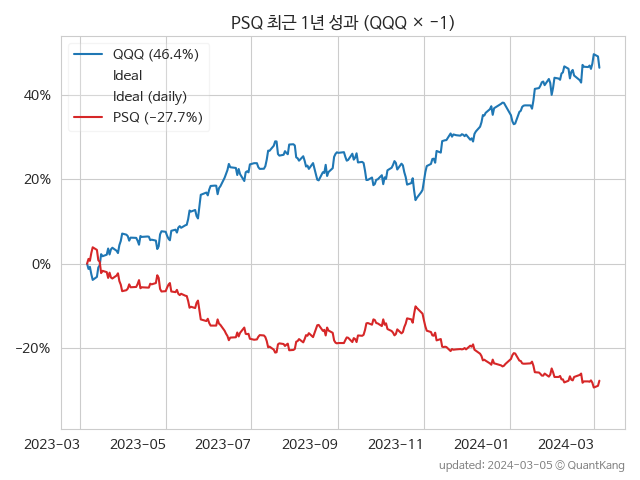 PSQ 최근 1년 성과 (QQQ × −1)
QQQ (46.4%)
Ideal
Ideal (daily)
PSQ (−27.7%)
40%
20%
0%
−20%
2023−03 2023−05 2023−07 2023−09 2023−11 2024−01 2024−03
updated: 2024−03−05 © QuantKang